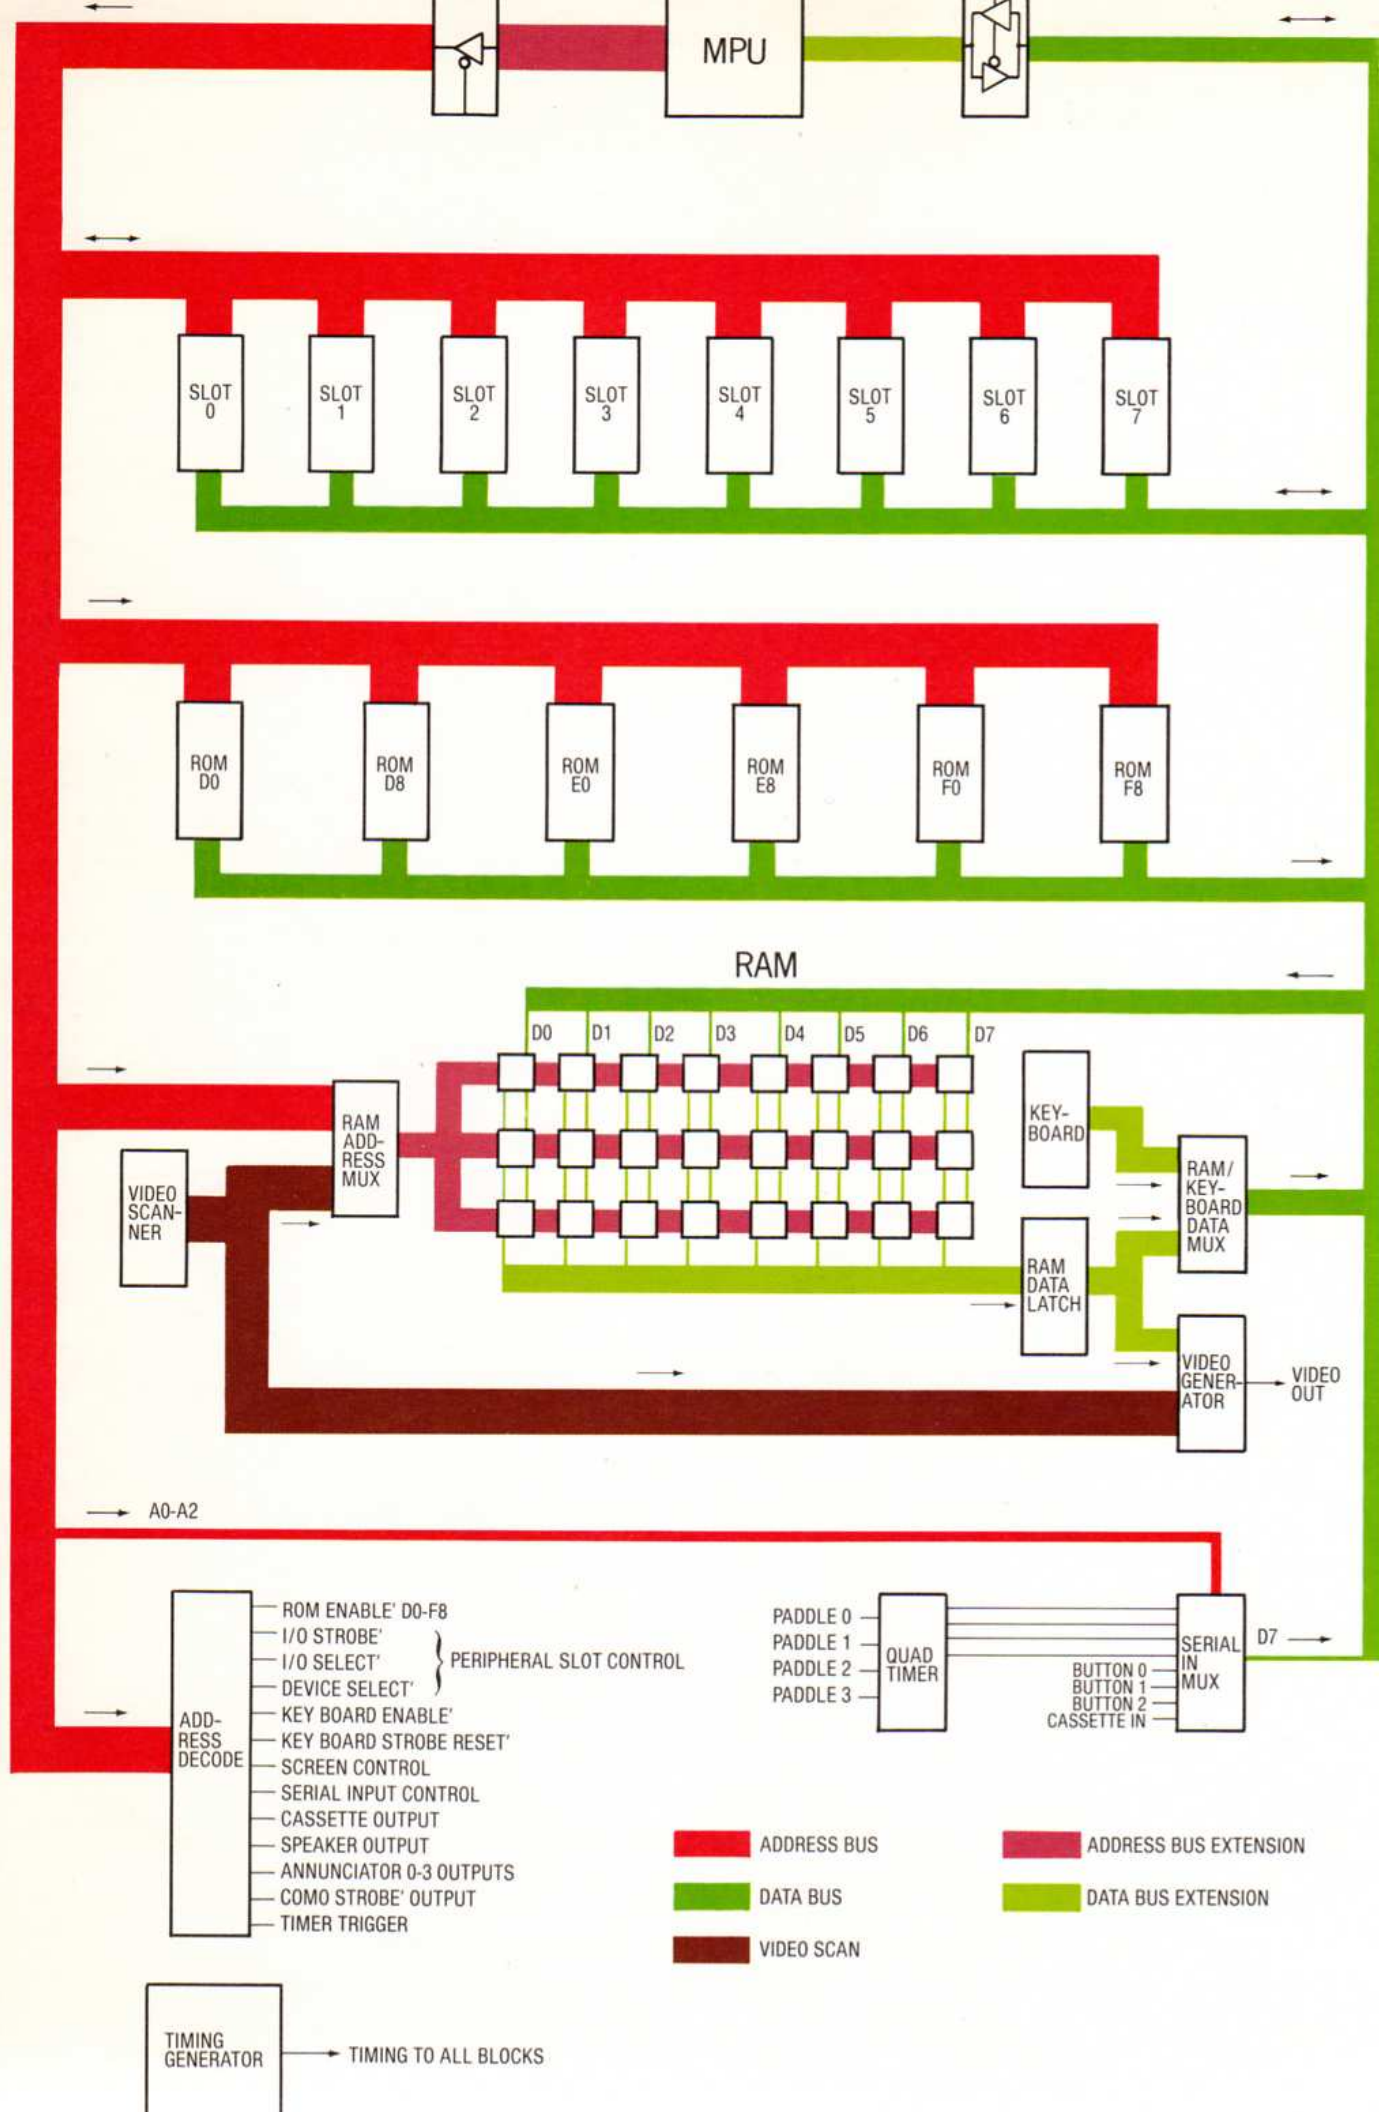 MPU
SLOT
0
SLOT
1
SLOT
2
SLOT
3
SLOT
4
SLOT
5
SLOT
6
SLOT
7
ROM
D0
ROM
D8
ROM
E0
ROM
E8
ROM
F0
ROM
F8
RAM
D0 D1 D2 D3 D4 D5 D6 D7
RAM
ADD-
RESS
MUX
KEY-
BOARD
VIDEO
SCAN-
NER
RAM/
KEY-
BOARD
DATA
MUX
RAM
DATA
LATCH
VIDEO
GENER-
ATOR
VIDEO
OUT
A0-A2
ADD-
RESS
DECODE
ROM ENABLE' D0-F8
I/O STROBE'
I/O SELECT'
DEVICE SELECT'
PERIPHERAL SLOT CONTROL
KEY BOARD ENABLE'
KEY BOARD STROBE RESET'
SCREEN CONTROL
SERIAL INPUT CONTROL
CASSETTE OUTPUT
SPEAKER OUTPUT
ANNUNCIATOR 0-3 OUTPUTS
COMO STROBE' OUTPUT
TIMER TRIGGER
PADDLE 0
PADDLE 1
PADDLE 2
PADDLE 3
QUAD
TIMER
BUTTON 0
BUTTON 1
BUTTON 2
CASSETTE IN
SERIAL
IN
MUX
D7
ADDRESS BUS
ADDRESS BUS EXTENSION
DATA BUS
DATA BUS EXTENSION
VIDEO SCAN
TIMING
GENERATOR
TIMING TO ALL BLOCKS